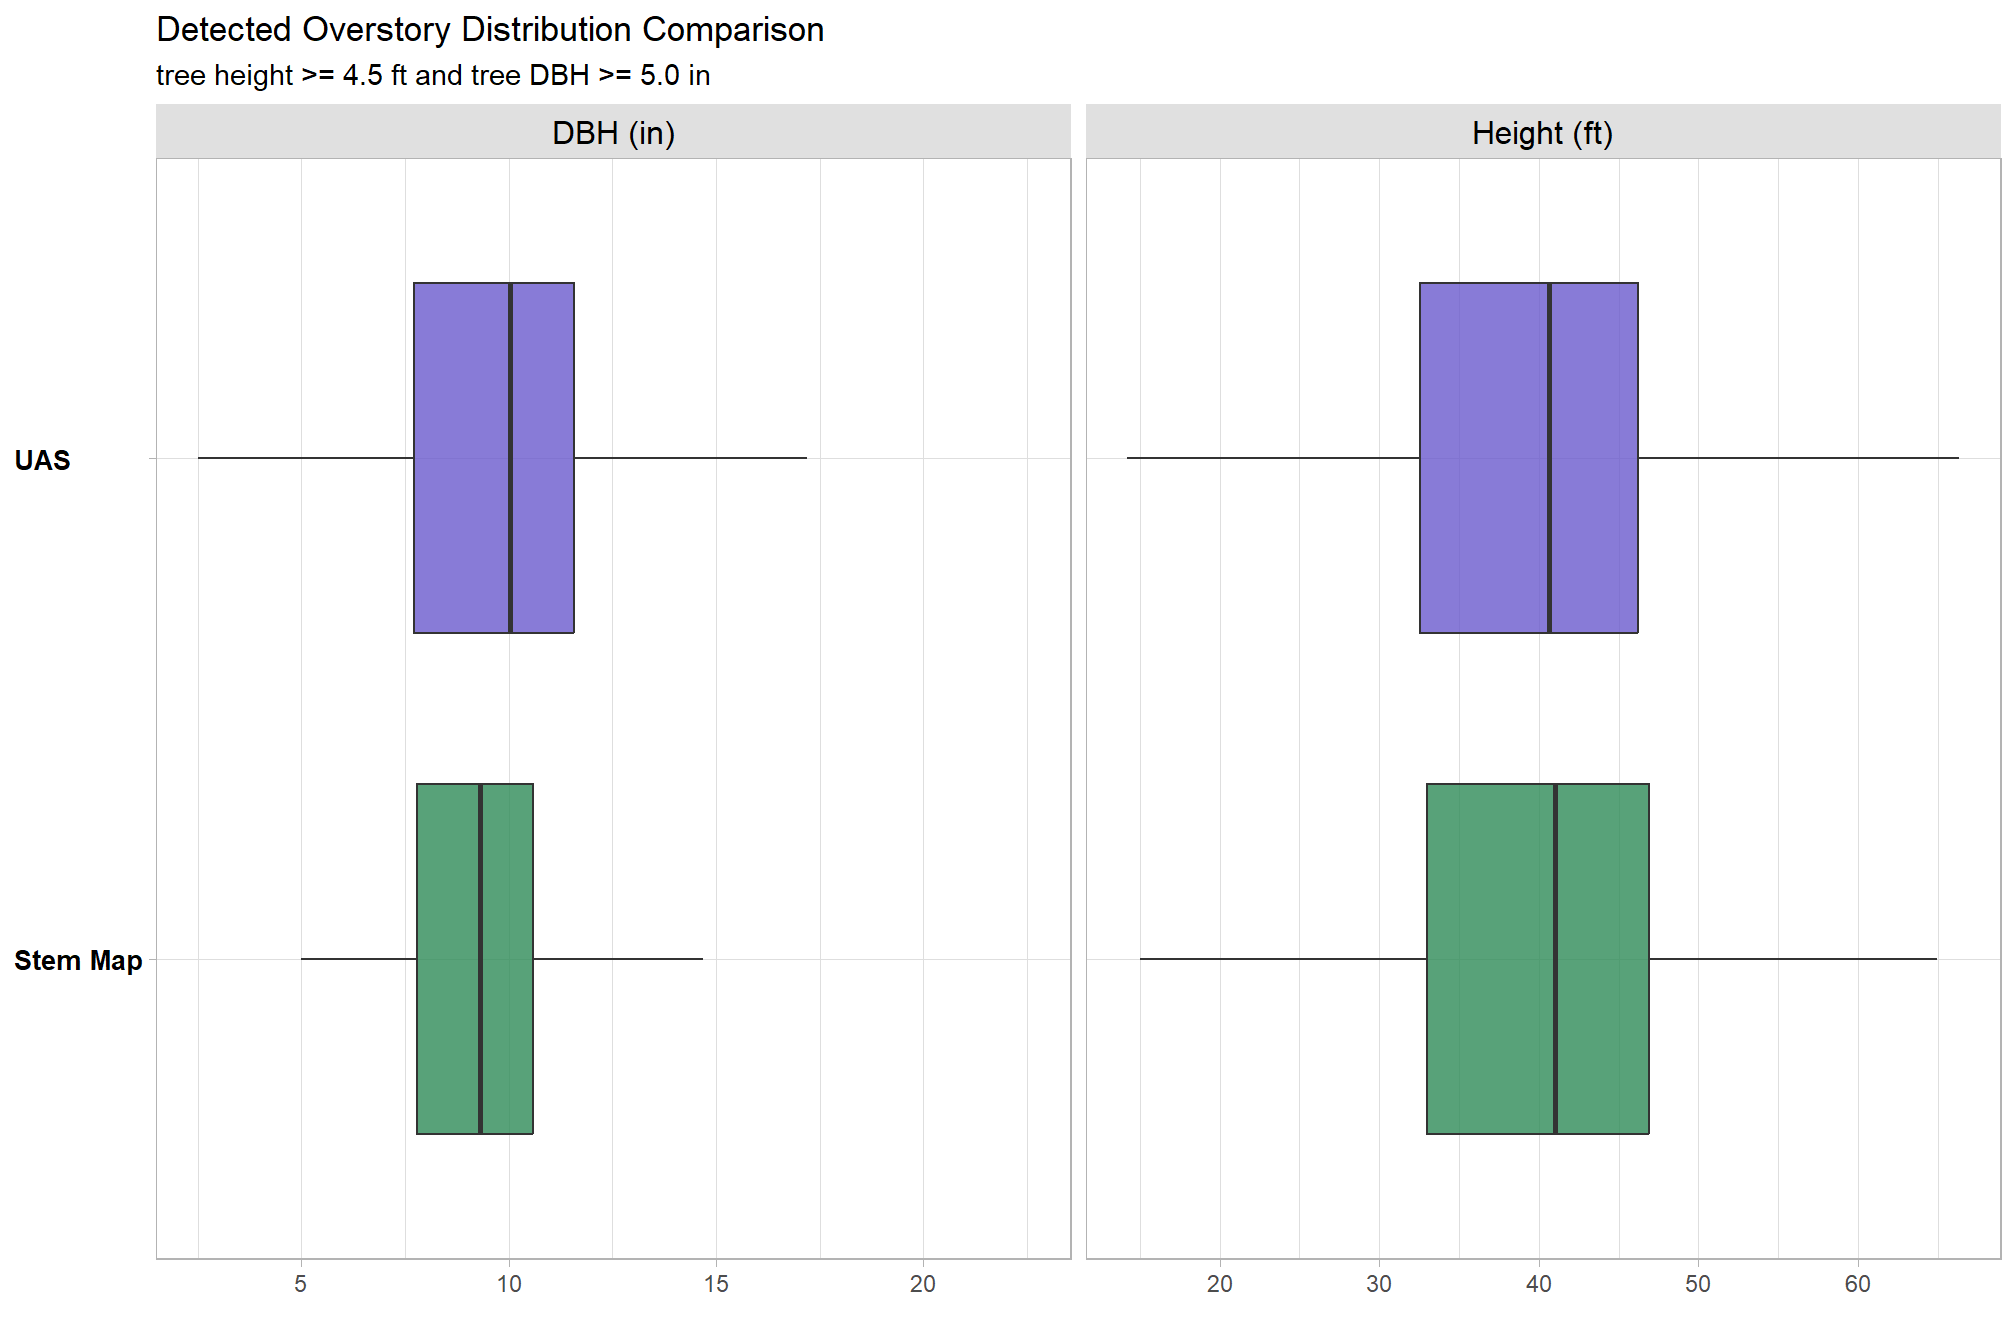 Detected Overstory Distribution Comparison
tree height >= 4.5 ft and tree DBH >= 5.0 in
DBH (in)
Height (ft)
UAS
Stem Map
5 10 15 20
20 30 40 50 60